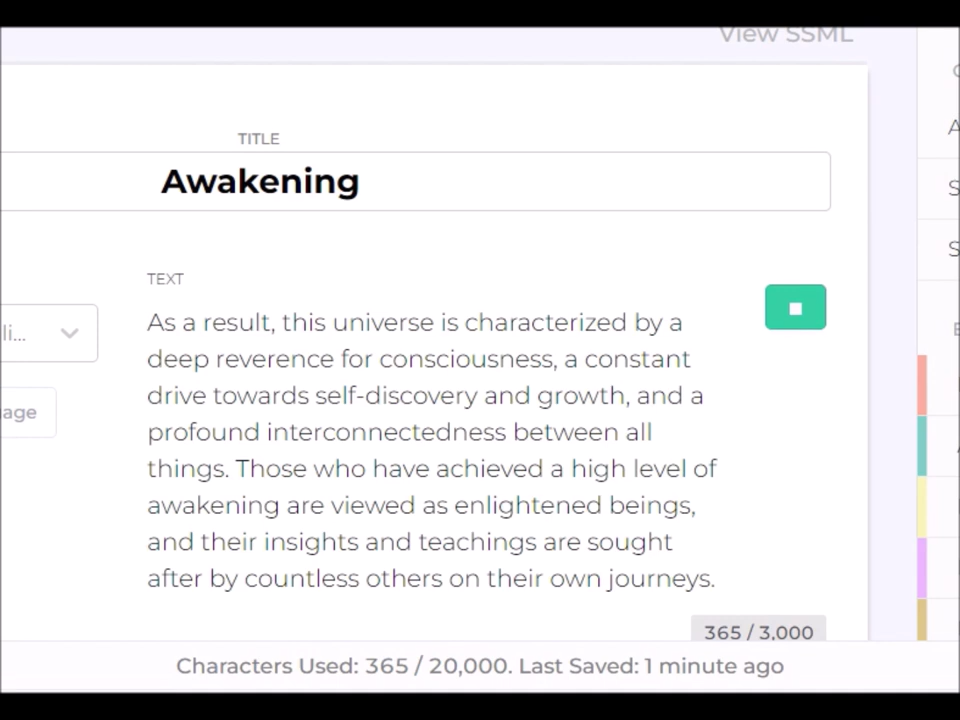 View SSML
TITLE
Awakening
TEXT
As a result, this universe is characterized by a
deep reverence for consciousness, a constant
drive towards self-discovery and growth, and a
profound interconnectedness between all
things. Those who have achieved a high level of
awakening are viewed as enlightened beings,
and their insights and teachings are sought
after by countless others on their own journeys.
365 / 3,000
Characters Used: 365 / 20,000. Last Saved: 1 minute ago